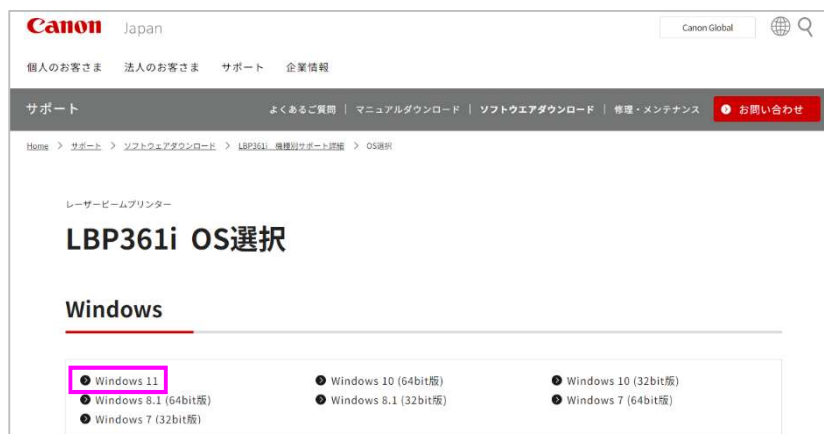 Canon Japan
Canon Global
個人のお客さま 法人のお客さま サポート 企業情報
サポート
よくあるご質問 | マニュアルダウンロード | ソフトウエアダウンロード | 修理・メンテナンス
お問い合わせ
Home > サポート > ソフトウェアダウンロード > LBP361i 機種別サポート詳細 > OS選択
レーザービームプリンター
LBP361i OS選択
Windows
Windows 11 Windows 10 (64bit版) Windows 10 (32bit版)
Windows 8.1 (64bit版) Windows 8.1 (32bit版) Windows 7 (64bit版)
Windows 7 (32bit版)